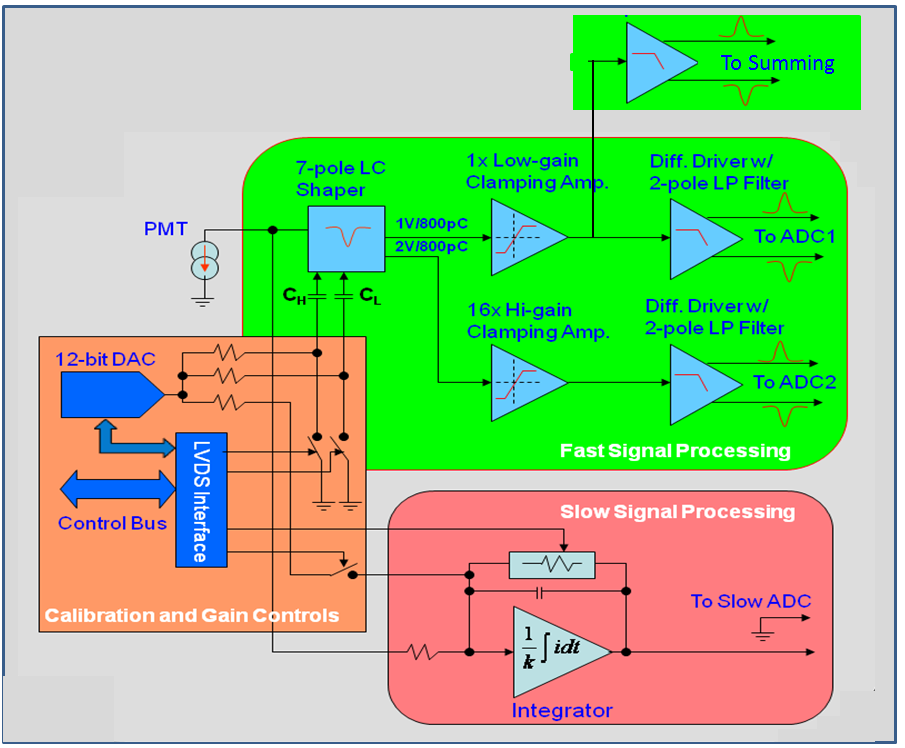 To Summing
7-pole LC
Shaper
1x Low-gain
Clamping Amp.
Diff. Driver w/
2-pole LP Filter
PMT
1V/800pC
2V/800pC
To ADC1
CH
CL
16x Hi-gain
Clamping Amp.
Diff. Driver w/
2-pole LP Filter
12-bit DAC
To ADC2
Fast Signal Processing
LVDS Interface
Control Bus
Slow Signal Processing
Calibration and Gain Controls
To Slow ADC
1/k ∫ idt
Integrator